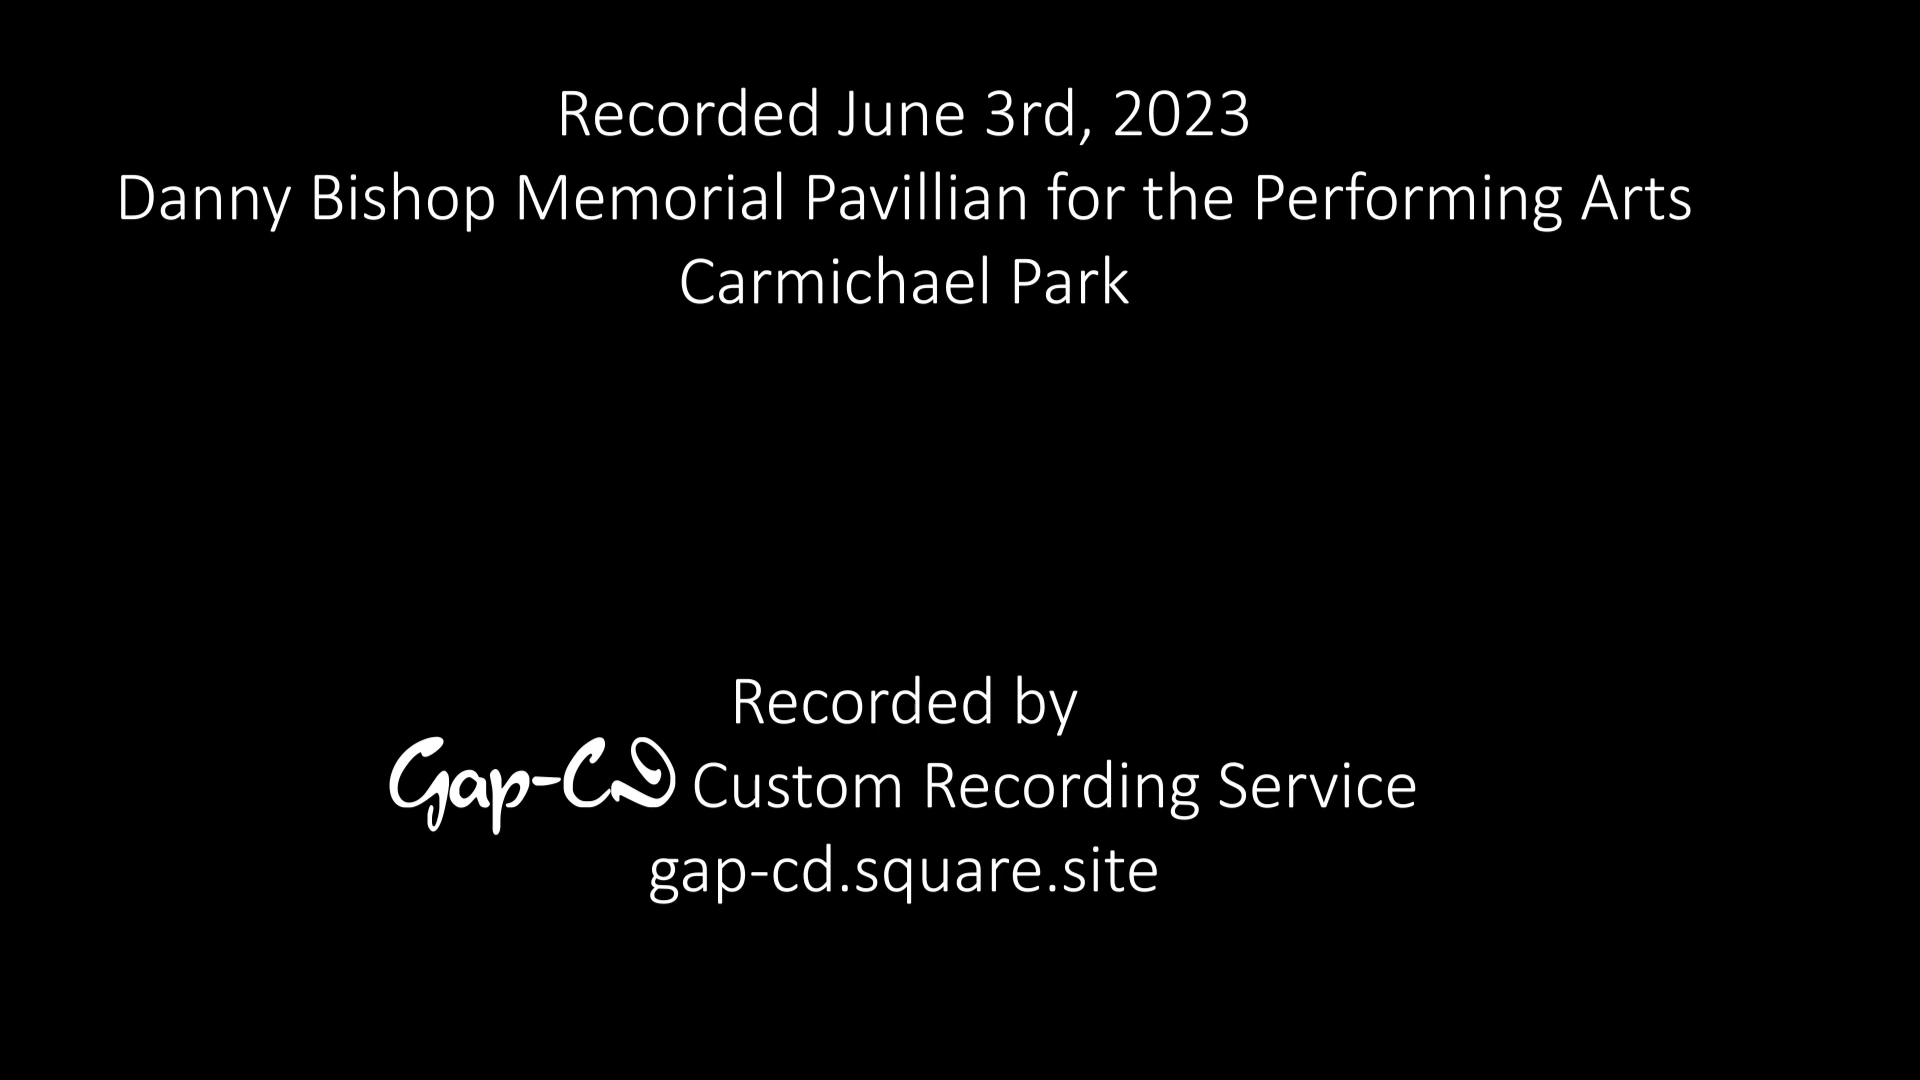 Recorded June 3rd, 2023
Danny Bishop Memorial Pavillian for the Performing Arts
Carmichael Park
Recorded by
Gap-CD Custom Recording Service
gap-cd.square.site